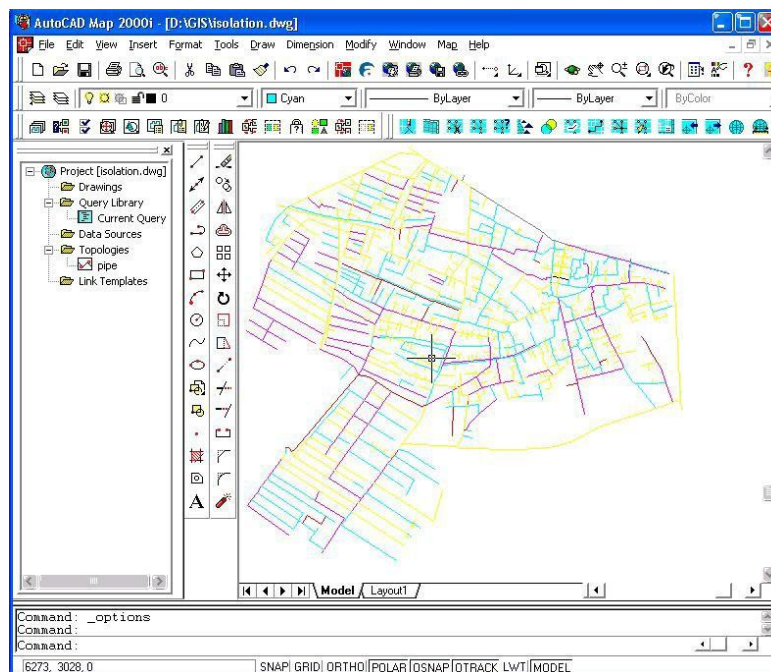 AutoCAD Map 2000i - [D:\GIS\isolation.dwg]
File Edit View Insert Format Tools Draw Dimension Modify Window Map Help
0 Cyan ByLayer ByLayer ByColor
Project [isolation.dwg]
Drawings
Query Library
Current Query
Data Sources
Topologies
pipe
Link Templates
A
Model Layout1
Command: _options
Command:
Command:
6273, 3028, 0 SNAP GRID ORTHO POLAR OSNAP OTRACK LWT MODEL